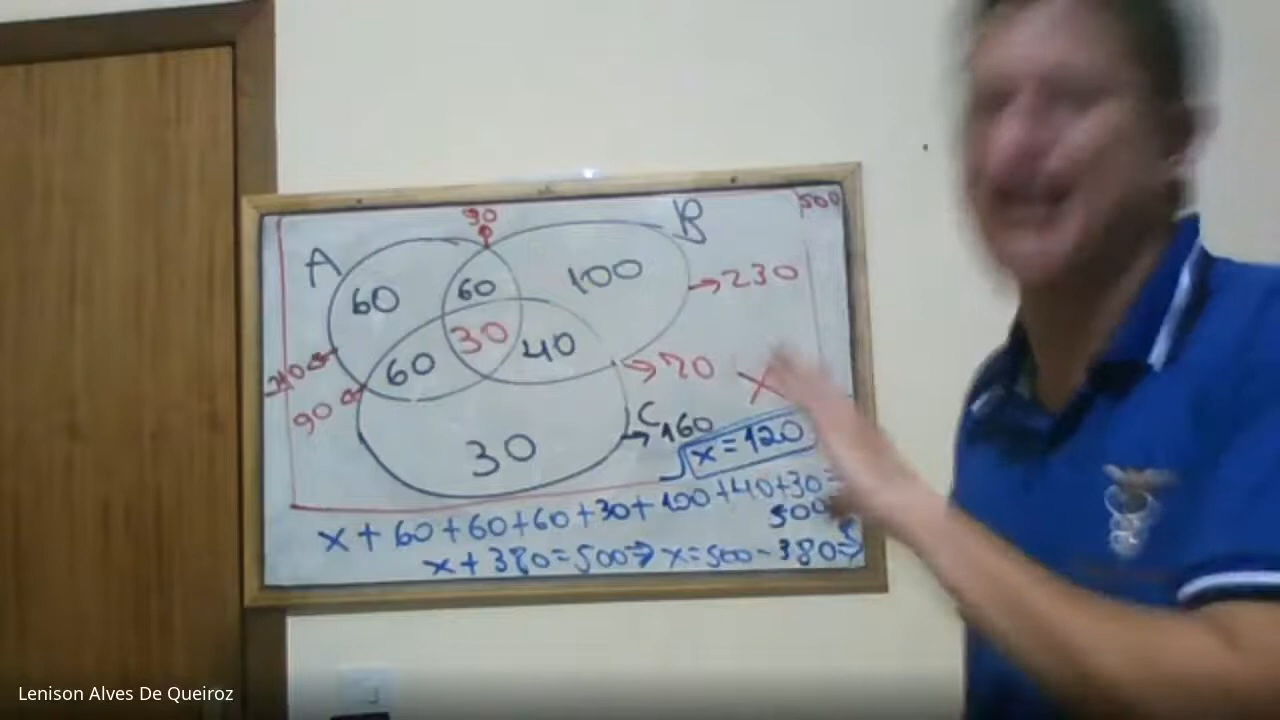 90
B
500
A
60
60
100
→230
30
60
40
→70
90
x
C
→160
30
x=120
x+60+60+60+30+100+40+30=
500
x+380=500⇒x=500-380⇒
Lenison Alves De Queiroz